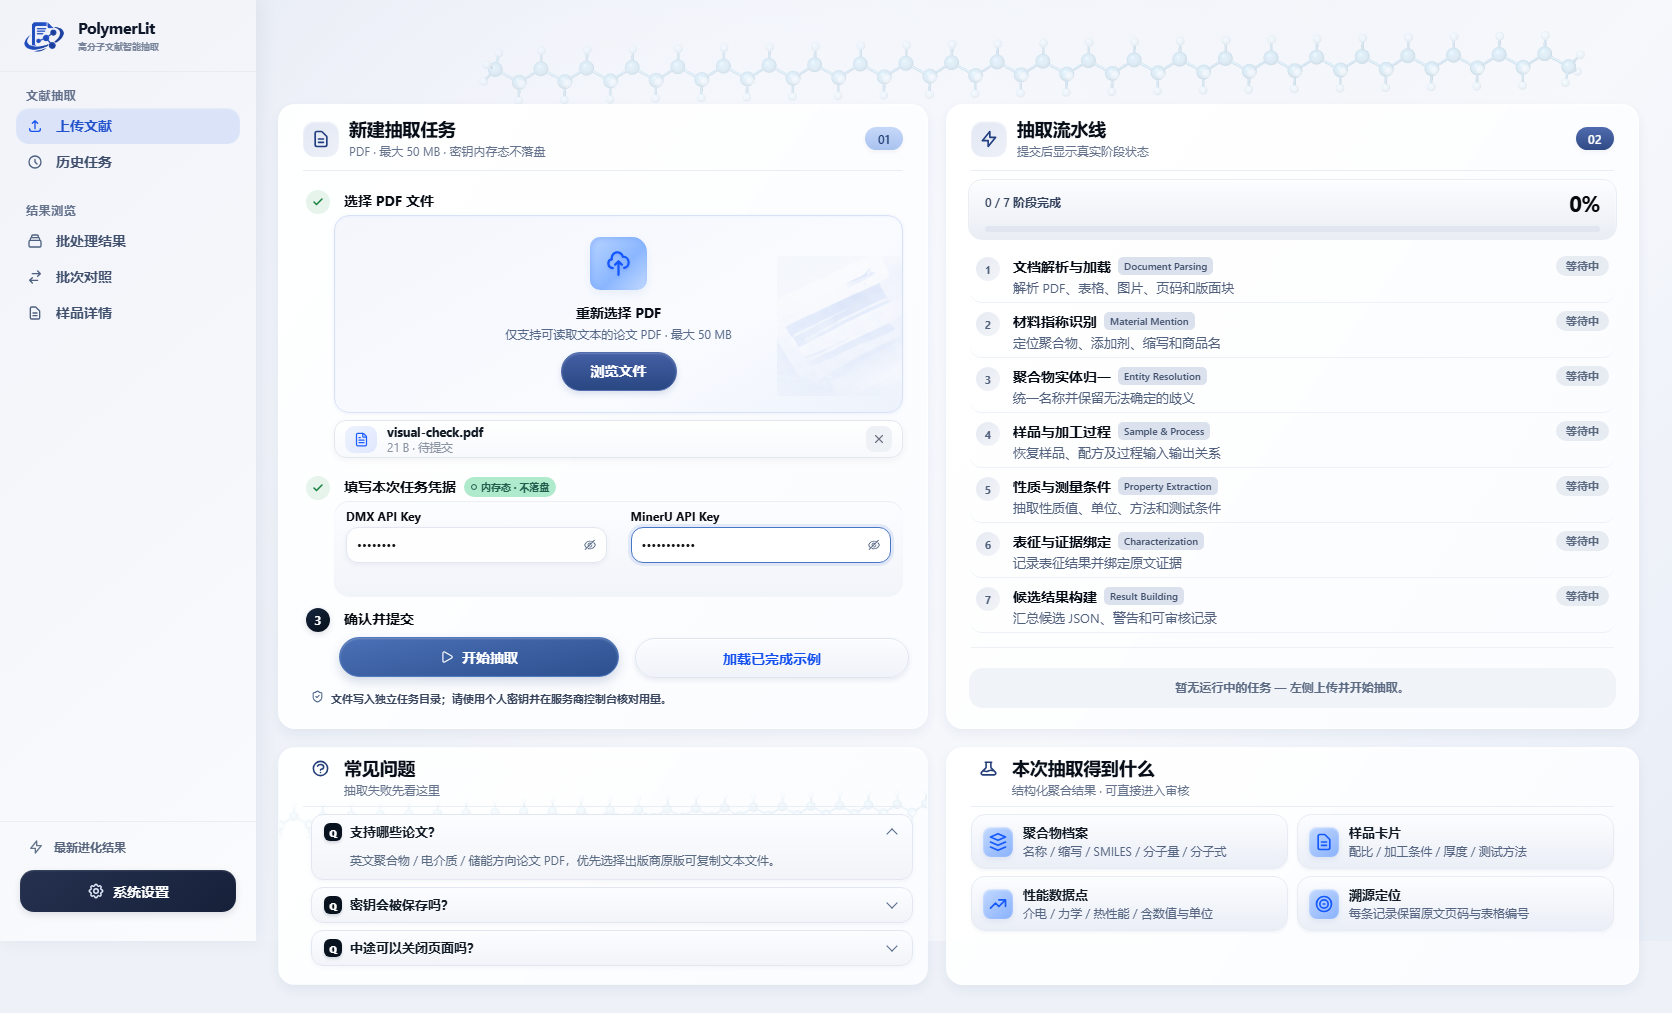 PolymerLit
高分子文献智能抽取
文献抽取
上传文献
历史任务
结果浏览
批处理结果
批次对照
样品详情
最新进化结果
系统设置
新建抽取任务
PDF · 最大 50 MB · 密钥内存态不落盘
01
选择 PDF 文件
重新选择 PDF
仅支持可读取文本的论文 PDF · 最大 50 MB
浏览文件
visual-check.pdf
21 B · 待提交
填写本次任务凭据
内存态 · 不落盘
DMX API Key
MinerU API Key
••••••••
•••••••••••
3
确认并提交
开始抽取
加载已完成示例
文件写入独立任务目录；请使用个人密钥并在服务商控制台核对用量。
抽取流水线
提交后显示真实阶段状态
02
0 / 7 阶段完成
0%
1
文档解析与加载 Document Parsing
等待中
解析 PDF、表格、图片、页码和版面块
2
材料指称识别 Material Mention
等待中
定位聚合物、添加剂、缩写和商品名
3
聚合物实体归一 Entity Resolution
等待中
统一名称并保留无法确定的歧义
4
样品与加工过程 Sample & Process
等待中
恢复样品、配方及过程输入输出关系
5
性质与测量条件 Property Extraction
等待中
抽取性质值、单位、方法和测试条件
6
表征与证据绑定 Characterization
等待中
记录表征结果并绑定原文证据
7
候选结果构建 Result Building
等待中
汇总候选 JSON、警告和可审核记录
暂无运行中的任务 — 左侧上传并开始抽取。
常见问题
抽取失败先看这里
Q 支持哪些论文？
英文聚合物 / 电介质 / 储能方向论文 PDF，优先选择出版商原版可复制文本文件。
Q 密钥会被保存吗？
Q 中途可以关闭页面吗？
本次抽取得到什么
结构化聚合结果 · 可直接进入审核
聚合物档案
名称 / 缩写 / SMILES / 分子量 / 分子式
样品卡片
配比 / 加工条件 / 厚度 / 测试方法
性能数据点
介电 / 力学 / 热性能 / 含数值与单位
溯源定位
每条记录保留原文页码与表格编号